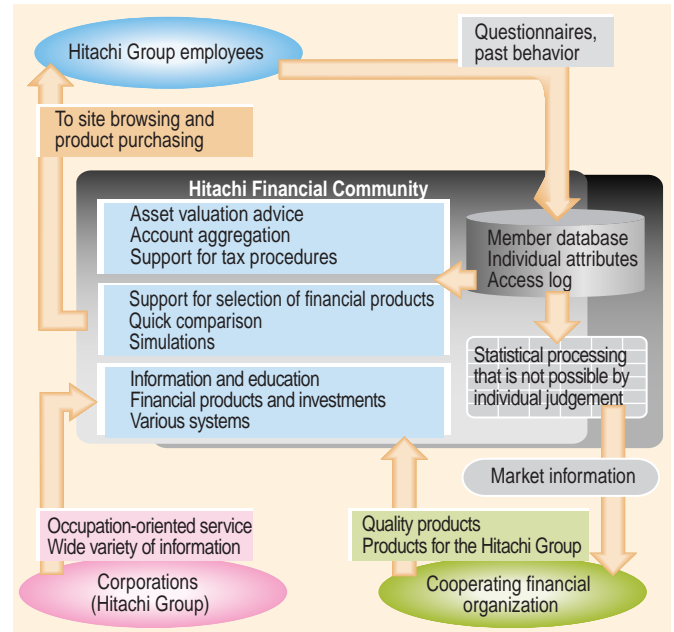 Hitachi Group employees
Questionnaires,
past behavior
To site browsing and
product purchasing
Hitachi Financial Community
Asset valuation advice
Account aggregation
Support for tax procedures
Member database
Individual attributes
Access log
Support for selection of financial products
Quick comparison
Simulations
Statistical processing
that is not possible by
individual judgement
Information and education
Financial products and investments
Various systems
Market information
Occupation-oriented service
Wide variety of information
Quality products
Products for the Hitachi Group
Corporations
(Hitachi Group)
Cooperating financial
organization